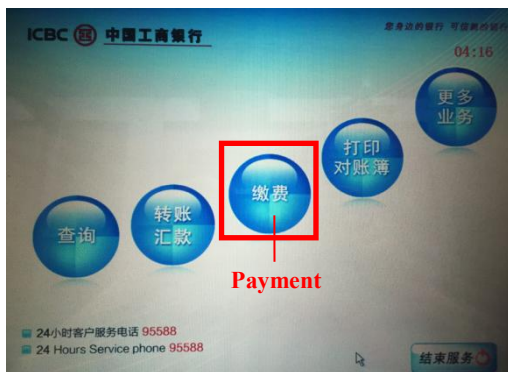 ICBC 中国工商银行
您身边的银行 可信赖的银行
04:16
更多
业务
打印
对账簿
缴费
转账
汇款
查询
Payment
24小时客户服务电话 95588
24 Hours Service phone 95588
结束服务